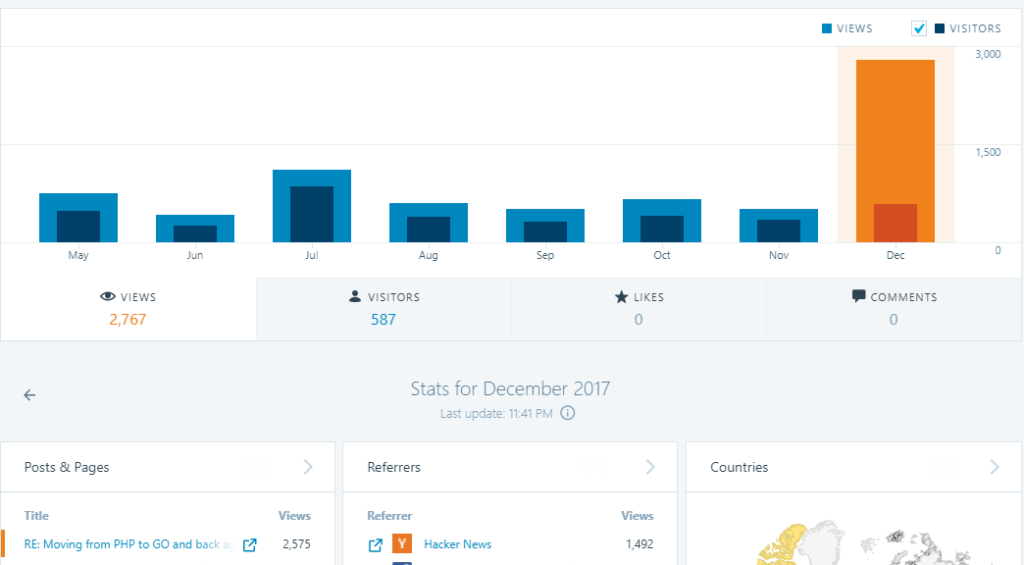 VIEWS VISITORS
3,000
1,500
0
May Jun Jul Aug Sep Oct Nov Dec
VIEWS VISITORS LIKES COMMENTS
2,767 587 0 0
Stats for December 2017
Last update: 11:41 PM
Posts & Pages Referrers Countries
Title Views Referrer Views
RE: Moving from PHP to GO and back 2,575 Y Hacker News 1,492